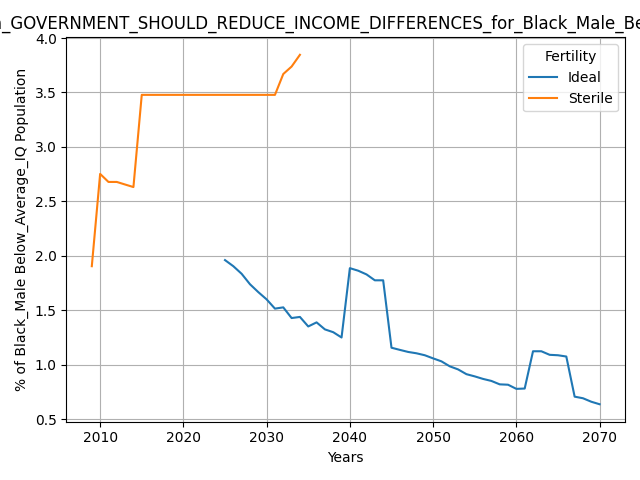 _GOVERNMENT_SHOULD_REDUCE_INCOME_DIFFERENCES_for_Black_Male_Be
% of Black_Male Below_Average_IQ Population
4.0
3.5
3.0
2.5
2.0
1.5
1.0
0.5
Fertility
Ideal
Sterile
2010 2020 2030 2040 2050 2060 2070
Years